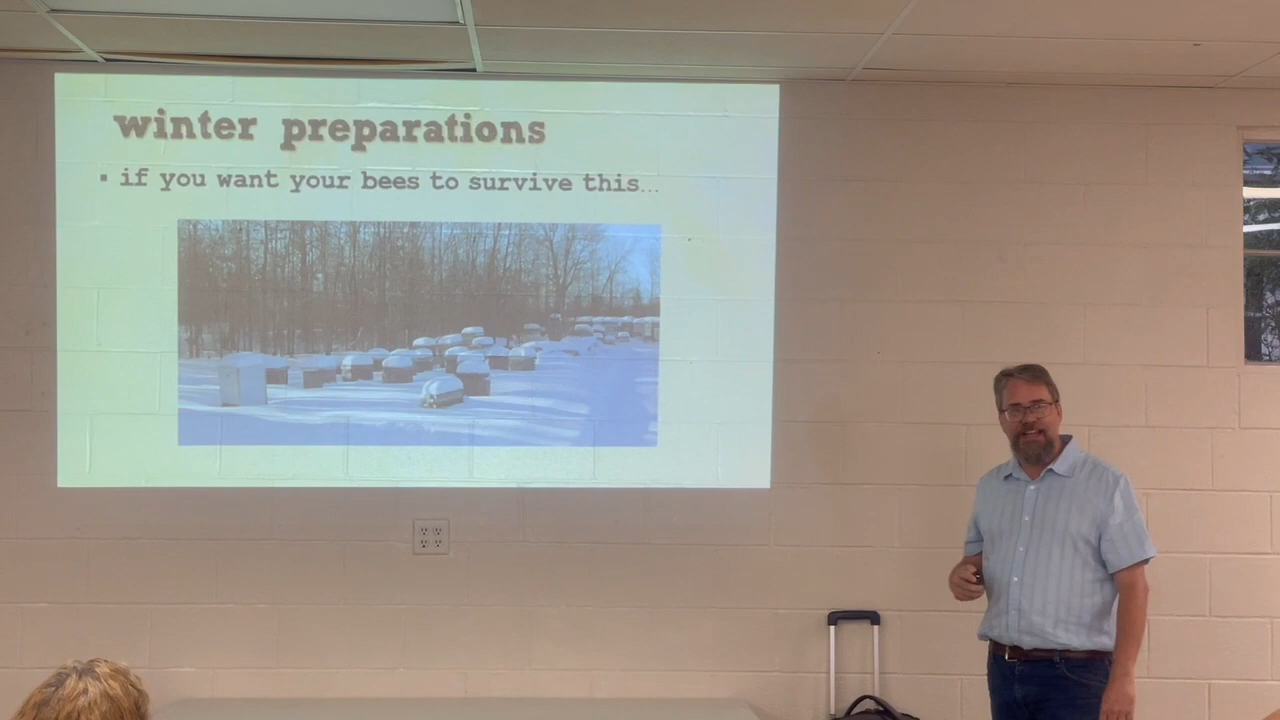 winter preparations
▪ if you want your bees to survive this…